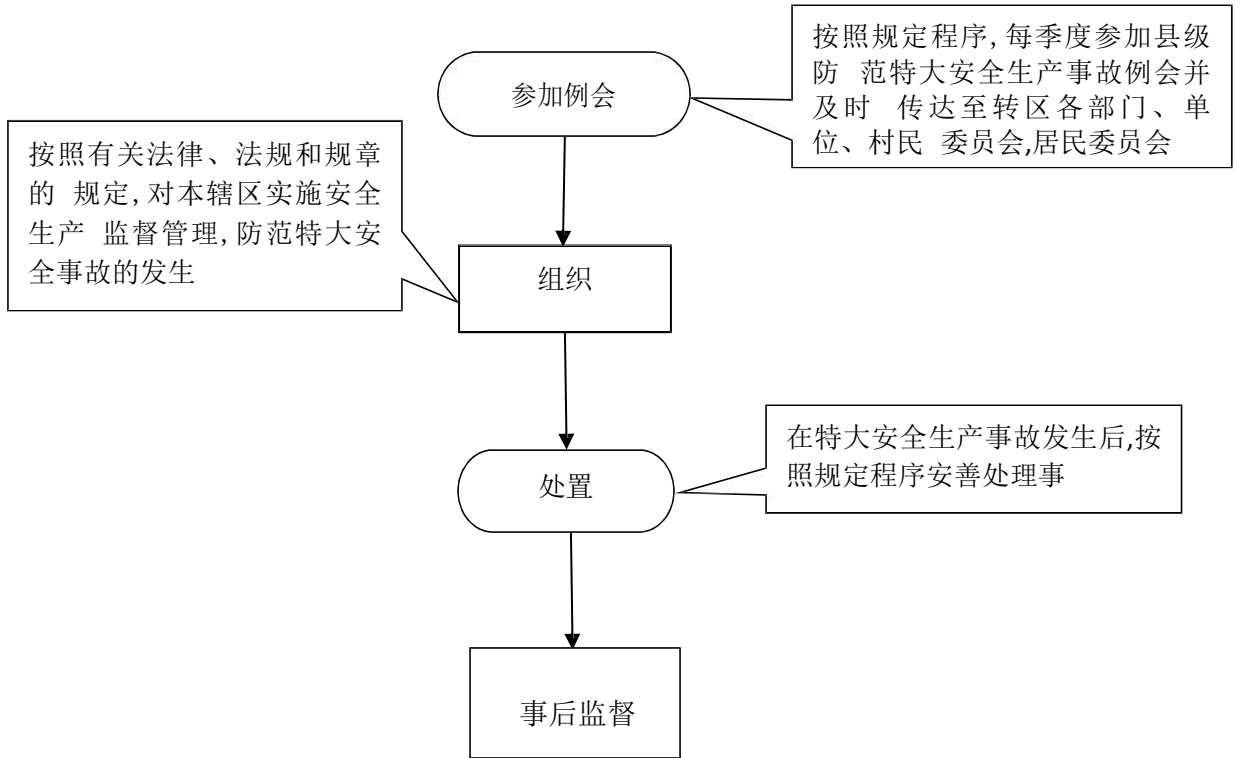 参加例会
按照规定程序,每季度参加县级
防 范特大安全生产事故例会并
及时 传达至转区各部门、单
位、村民 委员会,居民委员会
按照有关法律、法规和规章
的 规定,对本辖区实施安全
生产 监督管理,防范特大安
全事故的发生
组织
在特大安全生产事故发生后,按
照规定程序安善处理事
处置
事后监督